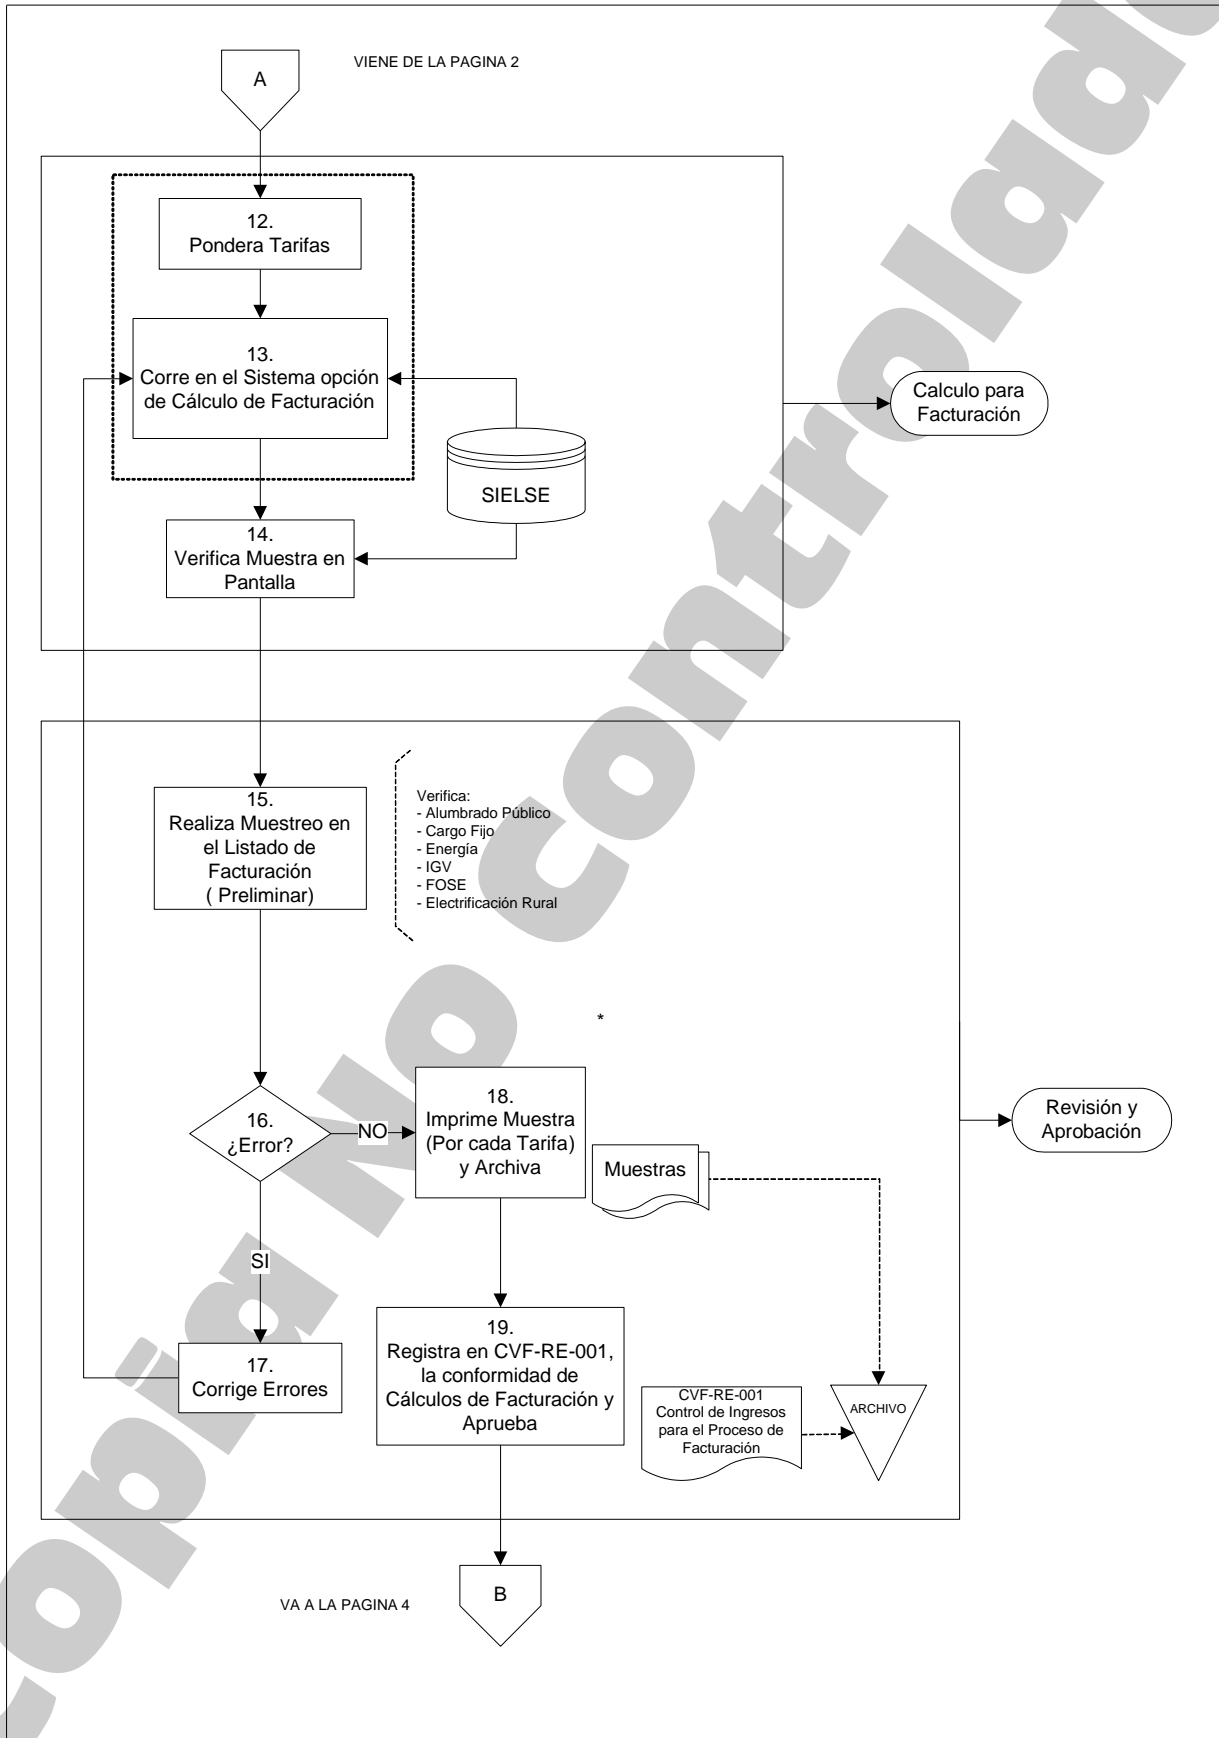 VIENE DE LA PAGINA 2
A
12.
Pondera Tarifas
13.
Corre en el Sistema opción
de Cálculo de Facturación
SIELSE
14.
Verifica Muestra en
Pantalla
Calculo para
Facturación
15.
Realiza Muestreo en
el Listado de
Facturación
( Preliminar)
Verifica:
- Alumbrado Público
- Cargo Fijo
- Energía
- IGV
- FOSE
- Electrificación Rural
*
16.
¿Error?
NO
SI
17.
Corrige Errores
18.
Imprime Muestra
(Por cada Tarifa)
y Archiva
Muestras
19.
Registra en CVF-RE-001,
la conformidad de
Cálculos de Facturación y
Aprueba
CVF-RE-001
Control de Ingresos
para el Proceso de
Facturación
ARCHIVO
Revisión y
Aprobación
VA A LA PAGINA 4
B
Copia No controlada